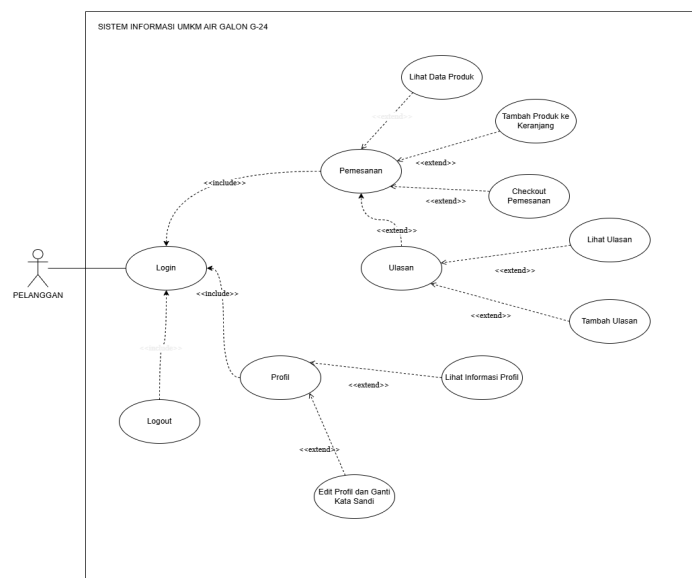 SISTEM INFORMASI UMKM AIR GALON G-24
Lihat Data Produk
<<extend>>
Tambah Produk ke
Keranjang
<<extend>>
Pemesanan
<<include>>
Checkout
Pemesanan
<<extend>>
<<extend>>
Lihat Ulasan
Login
Ulasan
<<extend>>
PELANGGAN
<<include>>
Tambah Ulasan
<<extend>>
<<include>>
Profil
Lihat Informasi Profil
<<extend>>
Logout
<<extend>>
Edit Profil dan Ganti
Kata Sandi